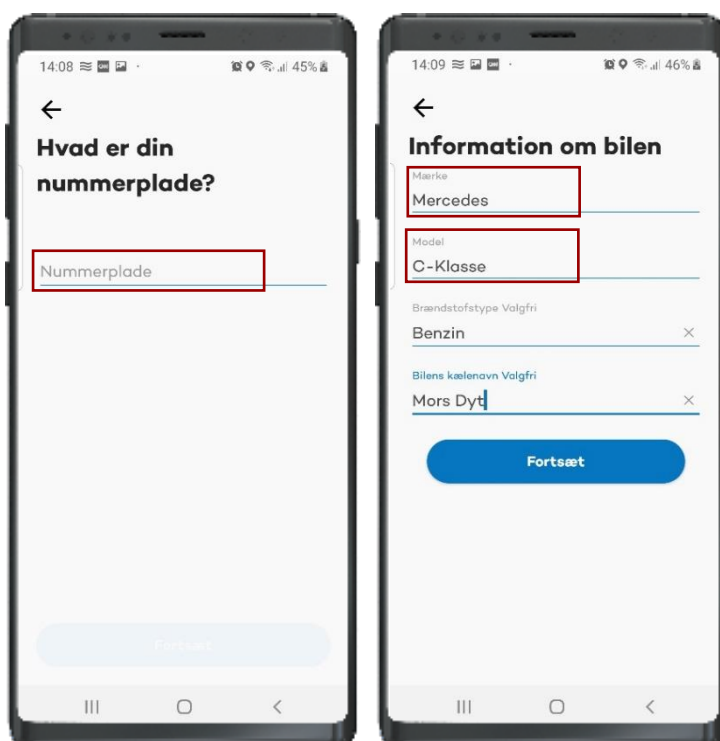 14:08
45%
Hvad er din
nummerplade?
Nummerplade
Fortsæt
14:09
46%
Information om bilen
Mærke
Mercedes
Model
C-Klasse
Brændstofstype Valgfri
Benzin
Bilens kælenavn Valgfri
Mors Dyt
Fortsæt